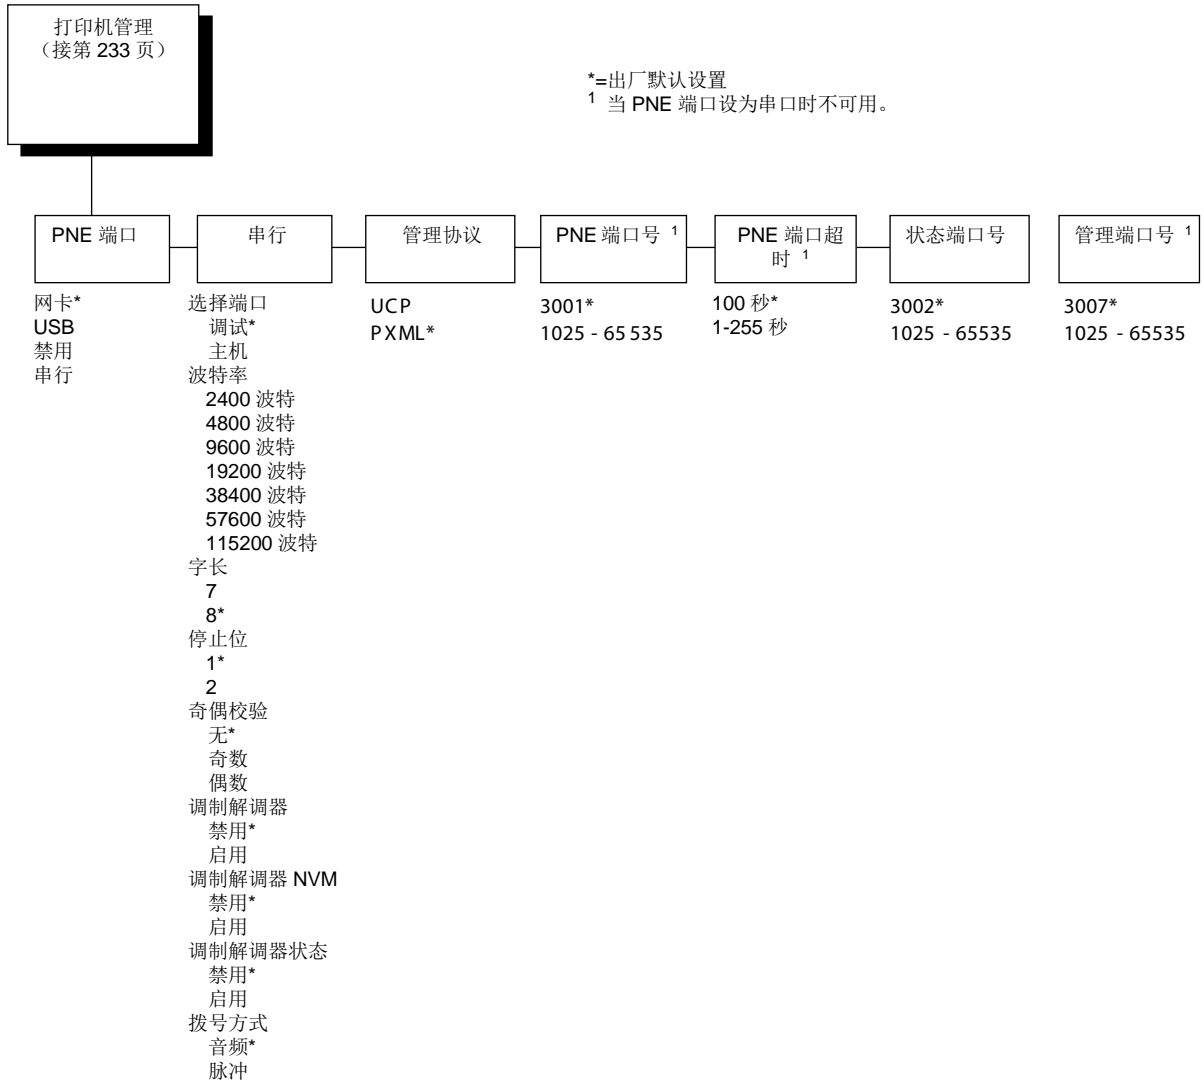 打印机管理
（接第 233 页）
*=出厂默认设置
1 当 PNE 端口设为串口时不可用。
PNE 端口
串行
管理协议
PNE 端口号 1
PNE 端口超
时 1
状态端口号
管理端口号 1
网卡*
USB
禁用
串行
选择端口
调试*
主机
波特率
2400 波特
4800 波特
9600 波特
19200 波特
38400 波特
57600 波特
115200 波特
字长
7
8*
停止位
1*
2
奇偶校验
无*
奇数
偶数
调制解调器
禁用*
启用
调制解调器 NVM
禁用*
启用
调制解调器状态
禁用*
启用
拨号方式
音频*
脉冲
UCP
PXML*
3001*
1025 - 65535
100 秒*
1-255 秒
3002*
1025 - 65535
3007*
1025 - 65535